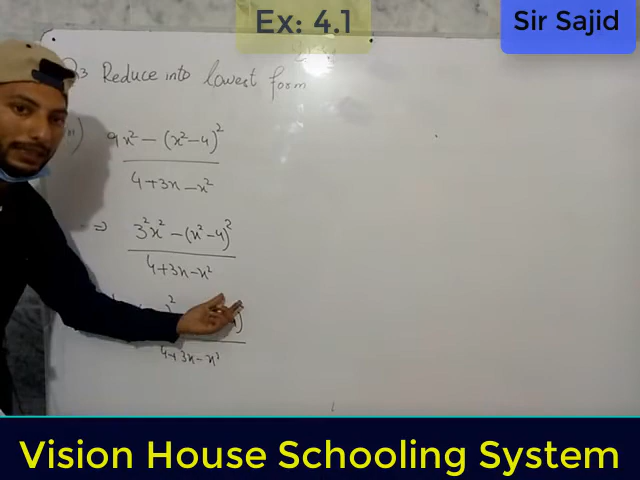 Ex: 4.1
Sir Sajid
Q3 Reduce into lowest form
9x² − (x²−4)²
4+3x−x²
⇒ 3²x² − (x²−4)²
4+3x−x²
4+3x−x²
Vision House Schooling System